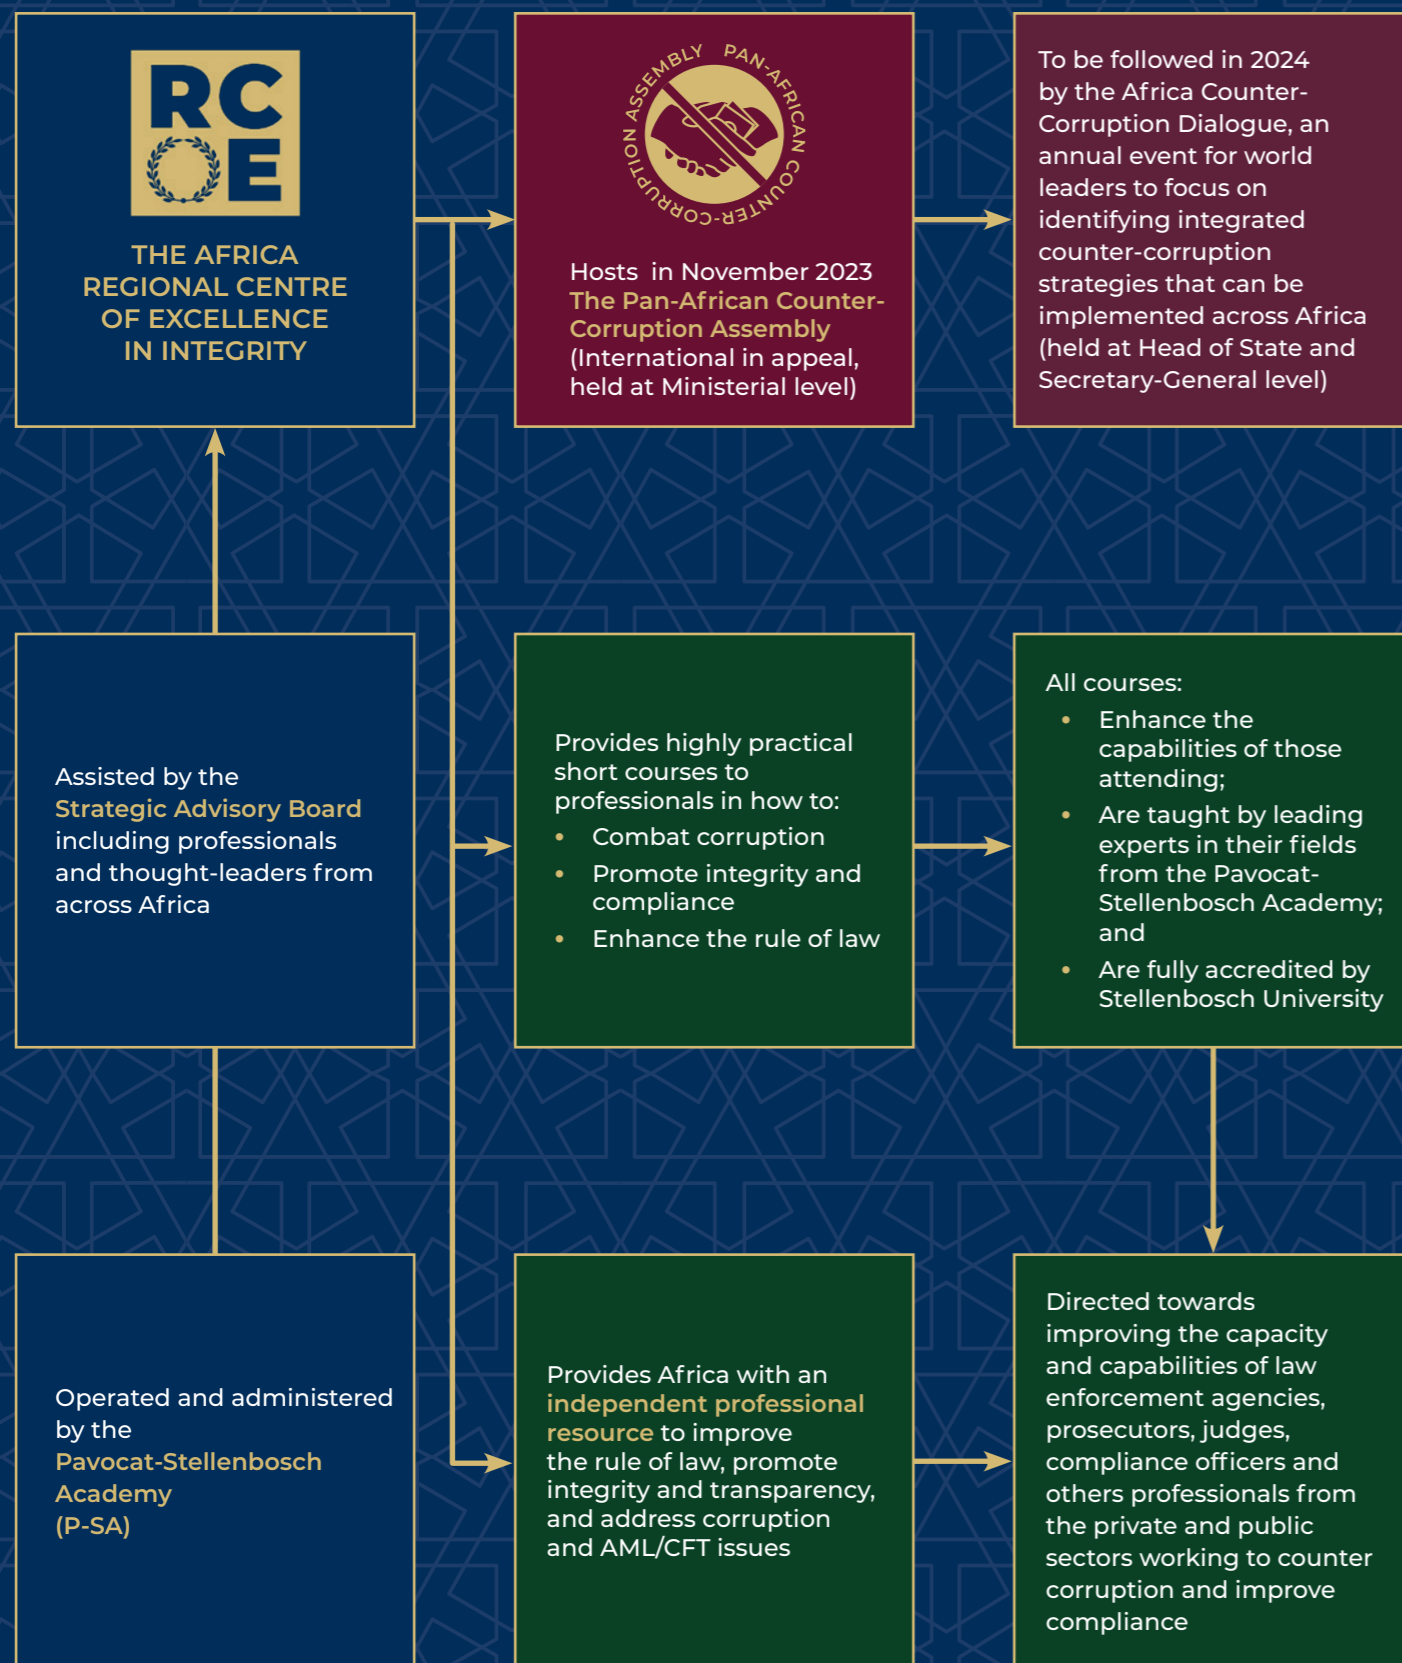 RC
OE
THE AFRICA
REGIONAL CENTRE
OF EXCELLENCE
IN INTEGRITY
PAN-AFRICAN COUNTER-CORRUPTION ASSEMBLY
Hosts in November 2023
The Pan-African Counter-
Corruption Assembly
(International in appeal,
held at Ministerial level)
To be followed in 2024
by the Africa Counter-
Corruption Dialogue, an
annual event for world
leaders to focus on
identifying integrated
counter-corruption
strategies that can be
implemented across Africa
(held at Head of State and
Secretary-General level)
Assisted by the
Strategic Advisory Board
including professionals
and thought-leaders from
across Africa
Provides highly practical
short courses to
professionals in how to:
• Combat corruption
• Promote integrity and
compliance
• Enhance the rule of law
All courses:
• Enhance the
capabilities of those
attending;
• Are taught by leading
experts in their fields
from the Pavocat-
Stellenbosch Academy;
and
• Are fully accredited by
Stellenbosch University
Operated and administered
by the
Pavocat-Stellenbosch
Academy
(P-SA)
Provides Africa with an
independent professional
resource to improve
the rule of law, promote
integrity and transparency,
and address corruption
and AML/CFT issues
Directed towards
improving the capacity
and capabilities of law
enforcement agencies,
prosecutors, judges,
compliance officers and
others professionals from
the private and public
sectors working to counter
corruption and improve
compliance